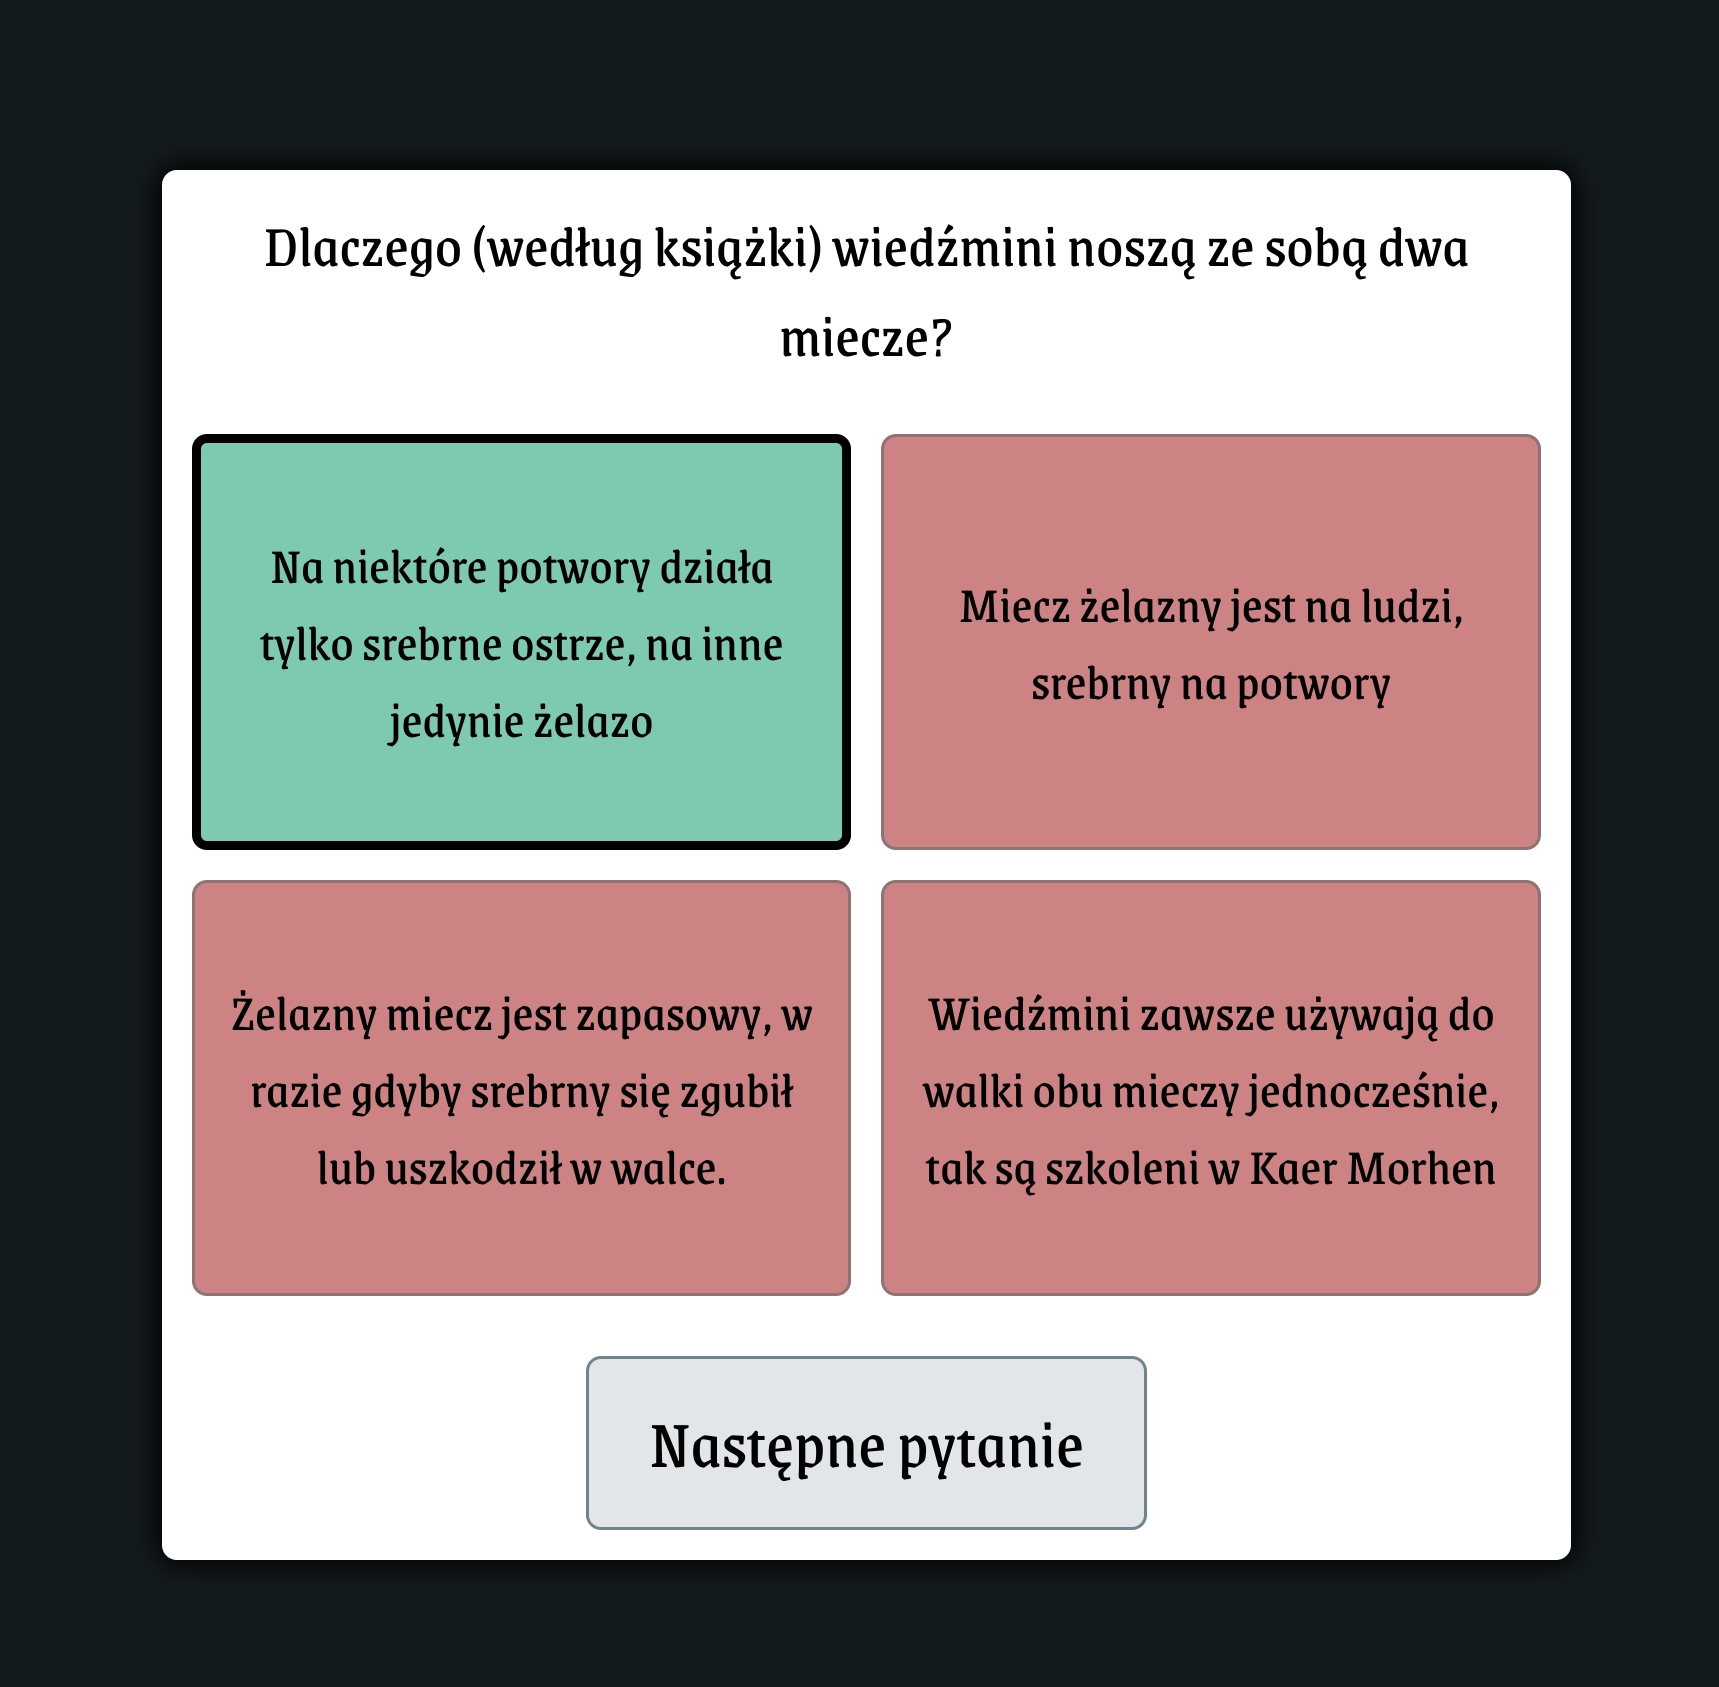 Dlaczego (według książki) wiedźmini noszą ze sobą dwa
miecze?
Na niektóre potwory działa
tylko srebrne ostrze, na inne
jedynie żelazo
Miecz żelazny jest na ludzi,
srebrny na potwory
Żelazny miecz jest zapasowy, w
razie gdyby srebrny się zgubił
lub uszkodził w walce.
Wiedźmini zawsze używają do
walki obu mieczy jednocześnie,
tak są szkoleni w Kaer Morhen
Następne pytanie